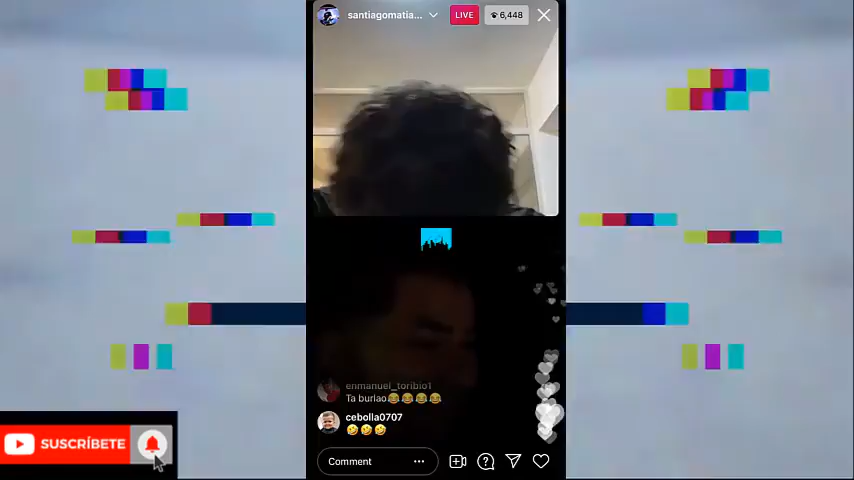 santiagomatia...
LIVE
6,448
enmanuel_toribio1
Ta burlao😂😂😂😂
cebolla0707
🤣🤣🤣
Comment
SUSCRÍBETE